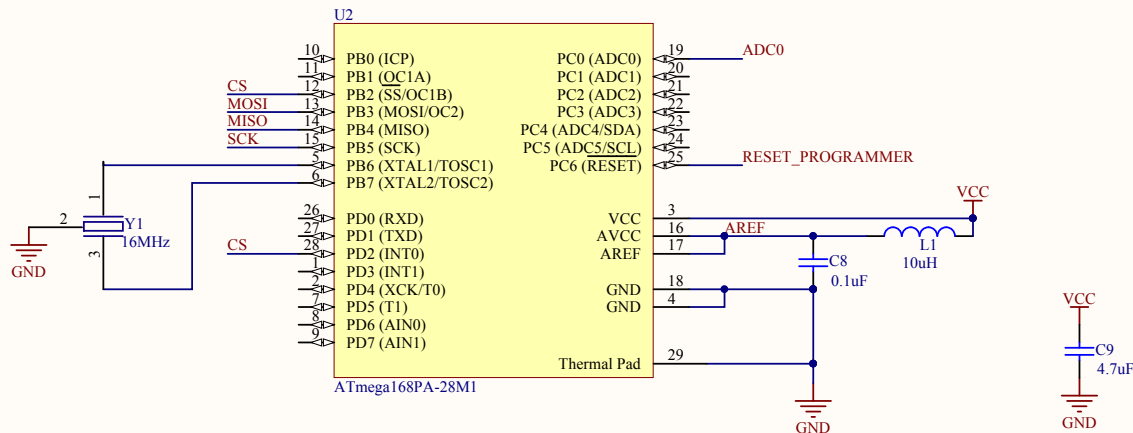 U2
10 PB0 (ICP)
11 PB1 (OC1A)
CS 12 PB2 (SS/OC1B)
MOSI 13 PB3 (MOSI/OC2)
MISO 14 PB4 (MISO)
SCK 15 PB5 (SCK)
5 PB6 (XTAL1/TOSC1)
6 PB7 (XTAL2/TOSC2)
26 PD0 (RXD)
27 PD1 (TXD)
CS 28 PD2 (INT0)
1 PD3 (INT1)
2 PD4 (XCK/T0)
7 PD5 (T1)
8 PD6 (AIN0)
9 PD7 (AIN1)
PC0 (ADC0) 19 ADC0
PC1 (ADC1) 20
PC2 (ADC2) 21
PC3 (ADC3) 22
PC4 (ADC4/SDA) 23
PC5 (ADC5/SCL) 24
PC6 (RESET) 25 RESET_PROGRAMMER
VCC 3
AVCC 16 AREF
AREF 17
GND 18
GND 4
Thermal Pad 29
ATmega168PA-28M1
1
2
3
Y1
16MHz
GND
VCC
L1
10uH
C8
0.1uF
GND
VCC
C9
4.7uF
GND